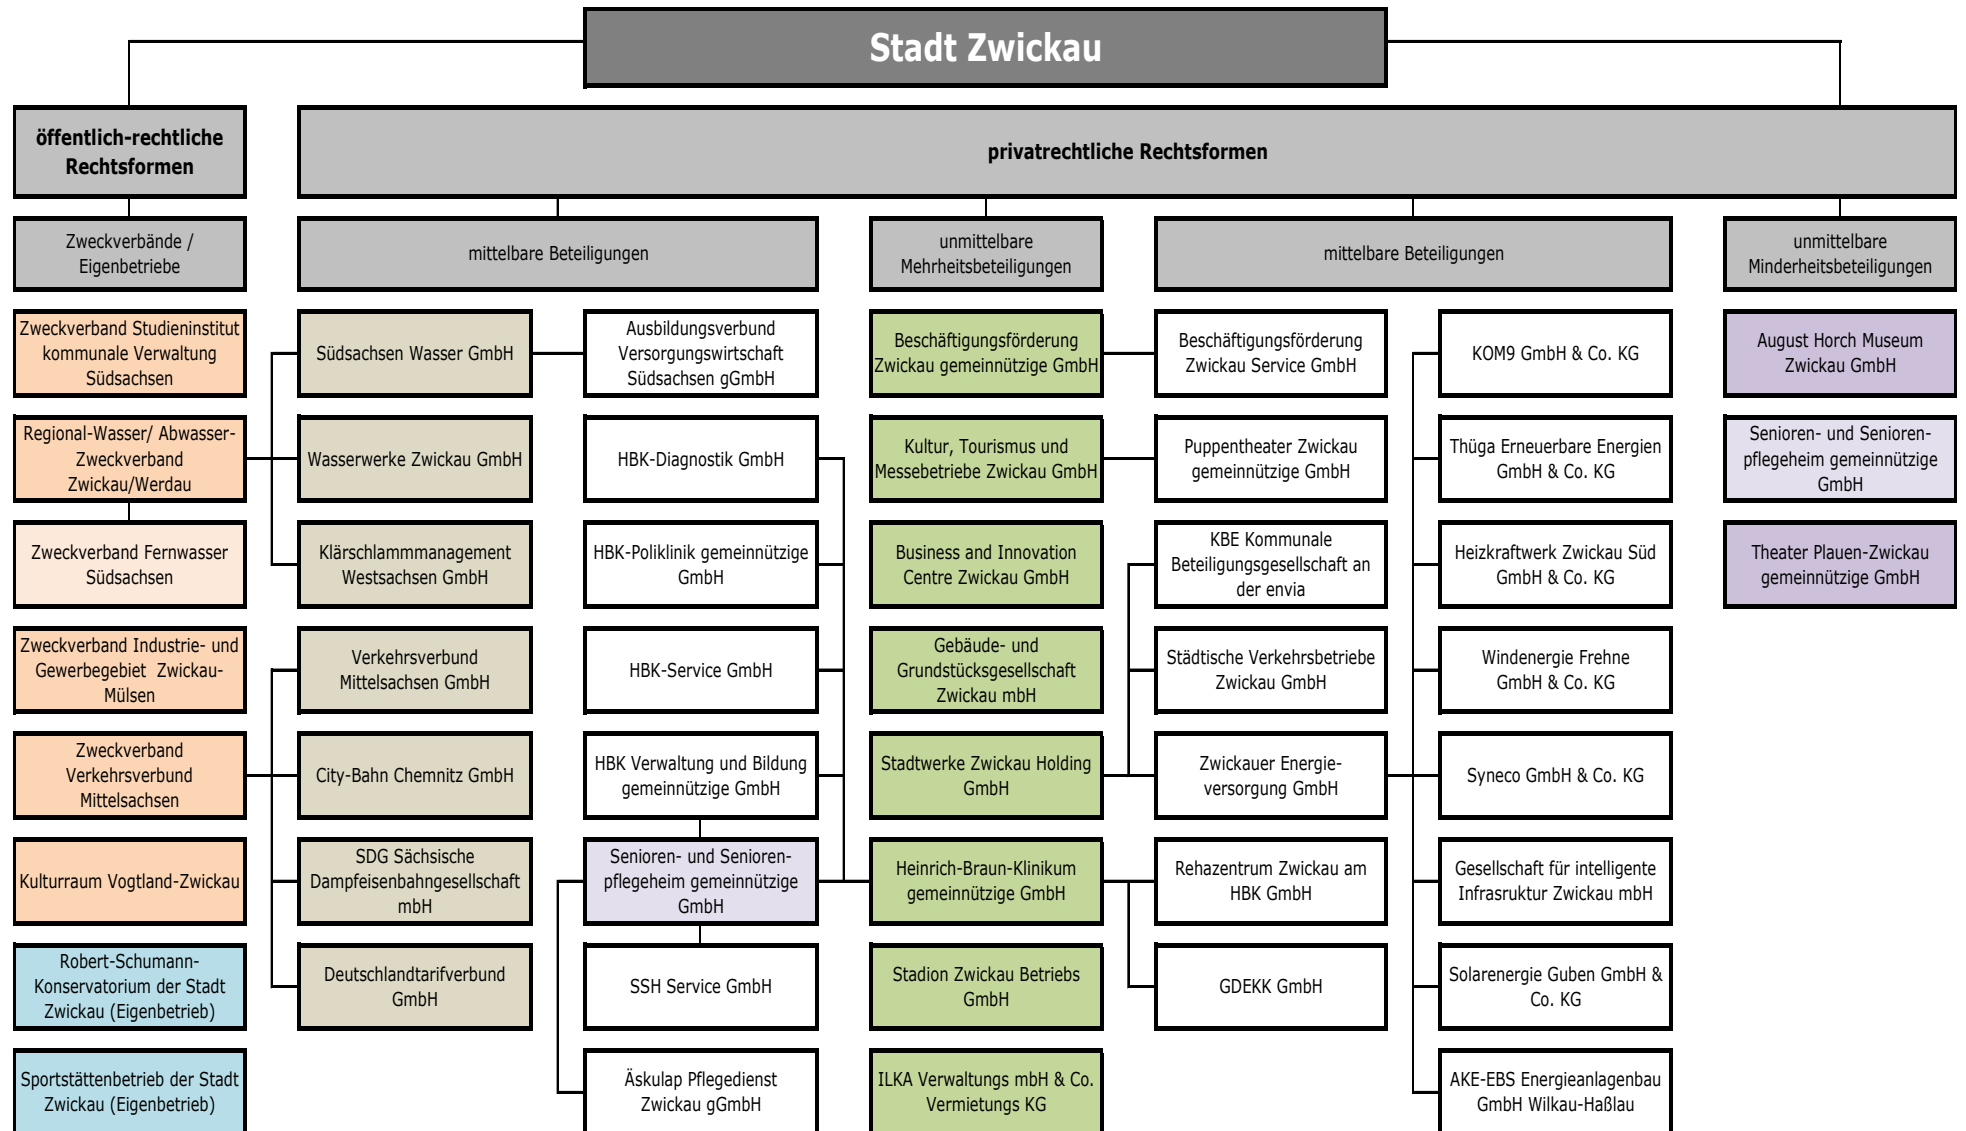 Stadt Zwickau
öffentlich-rechtliche
Rechtsformen
privatrechtliche Rechtsformen
Zweckverbände /
Eigenbetriebe
mittelbare Beteiligungen
unmittelbare
Mehrheitsbeteiligungen
mittelbare Beteiligungen
unmittelbare
Minderheitsbeteiligungen
Zweckverband Studieninstitut
kommunale Verwaltung
Südsachsen
Südsachsen Wasser GmbH
Ausbildungsverbund
Versorgungswirtschaft
Südsachsen gGmbH
Beschäftigungsförderung
Zwickau gemeinnützige GmbH
Beschäftigungsförderung
Zwickau Service GmbH
KOM9 GmbH & Co. KG
August Horch Museum
Zwickau GmbH
Regional-Wasser/ Abwasser-
Zweckverband
Zwickau/Werdau
Wasserwerke Zwickau GmbH
HBK-Diagnostik GmbH
Kultur, Tourismus und
Messebetriebe Zwickau GmbH
Puppentheater Zwickau
gemeinnützige GmbH
Thüga Erneuerbare Energien
GmbH & Co. KG
Senioren- und Senioren-
pflegeheim gemeinnützige
GmbH
Zweckverband Fernwasser
Südsachsen
Klärschlammmanagement
Westsachsen GmbH
HBK-Poliklinik gemeinnützige
GmbH
Business and Innovation
Centre Zwickau GmbH
KBE Kommunale
Beteiligungsgesellschaft an
der envia
Heizkraftwerk Zwickau Süd
GmbH & Co. KG
Theater Plauen-Zwickau
gemeinnützige GmbH
Zweckverband Industrie- und
Gewerbegebiet Zwickau-
Mülsen
Verkehrsverbund
Mittelsachsen GmbH
HBK-Service GmbH
Gebäude- und
Grundstücksgesellschaft
Zwickau mbH
Städtische Verkehrsbetriebe
Zwickau GmbH
Windenergie Frehne
GmbH & Co. KG
Zweckverband
Verkehrsverbund
Mittelsachsen
City-Bahn Chemnitz GmbH
HBK Verwaltung und Bildung
gemeinnützige GmbH
Stadtwerke Zwickau Holding
GmbH
Zwickauer Energie-
versorgung GmbH
Syneco GmbH & Co. KG
Kulturraum Vogtland-Zwickau
SDG Sächsische
Dampfeisenbahngesellschaft
mbH
Senioren- und Senioren-
pflegeheim gemeinnützige
GmbH
Heinrich-Braun-Klinikum
gemeinnützige GmbH
Rehazentrum Zwickau am
HBK GmbH
Gesellschaft für intelligente
Infrasruktur Zwickau mbH
Robert-Schumann-
Konservatorium der Stadt
Zwickau (Eigenbetrieb)
Deutschlandtarifverbund
GmbH
SSH Service GmbH
Stadion Zwickau Betriebs
GmbH
GDEKK GmbH
Solarenergie Guben GmbH &
Co. KG
Sportstättenbetrieb der Stadt
Zwickau (Eigenbetrieb)
Äskulap Pflegedienst
Zwickau gGmbH
ILKA Verwaltungs mbH & Co.
Vermietungs KG
AKE-EBS Energieanlagenbau
GmbH Wilkau-Haßlau